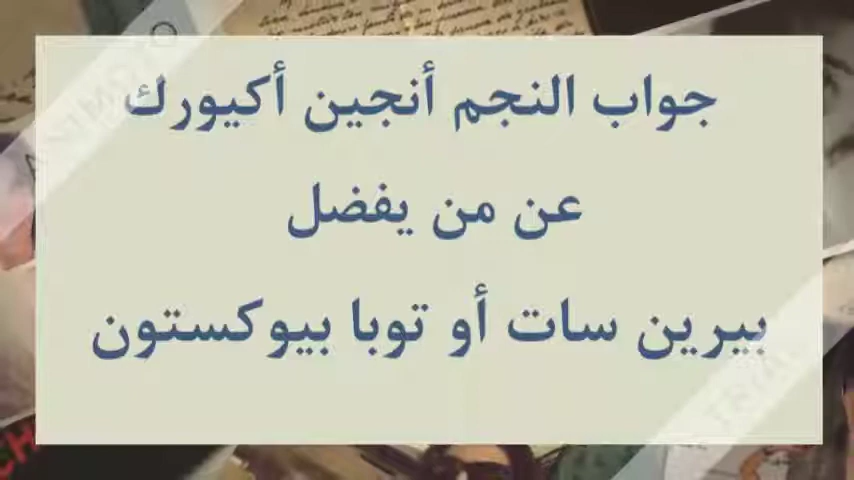 جواب النجم أنجين أكيورك
عن من يفضل
بيرين سات أو توبا بيوكستون